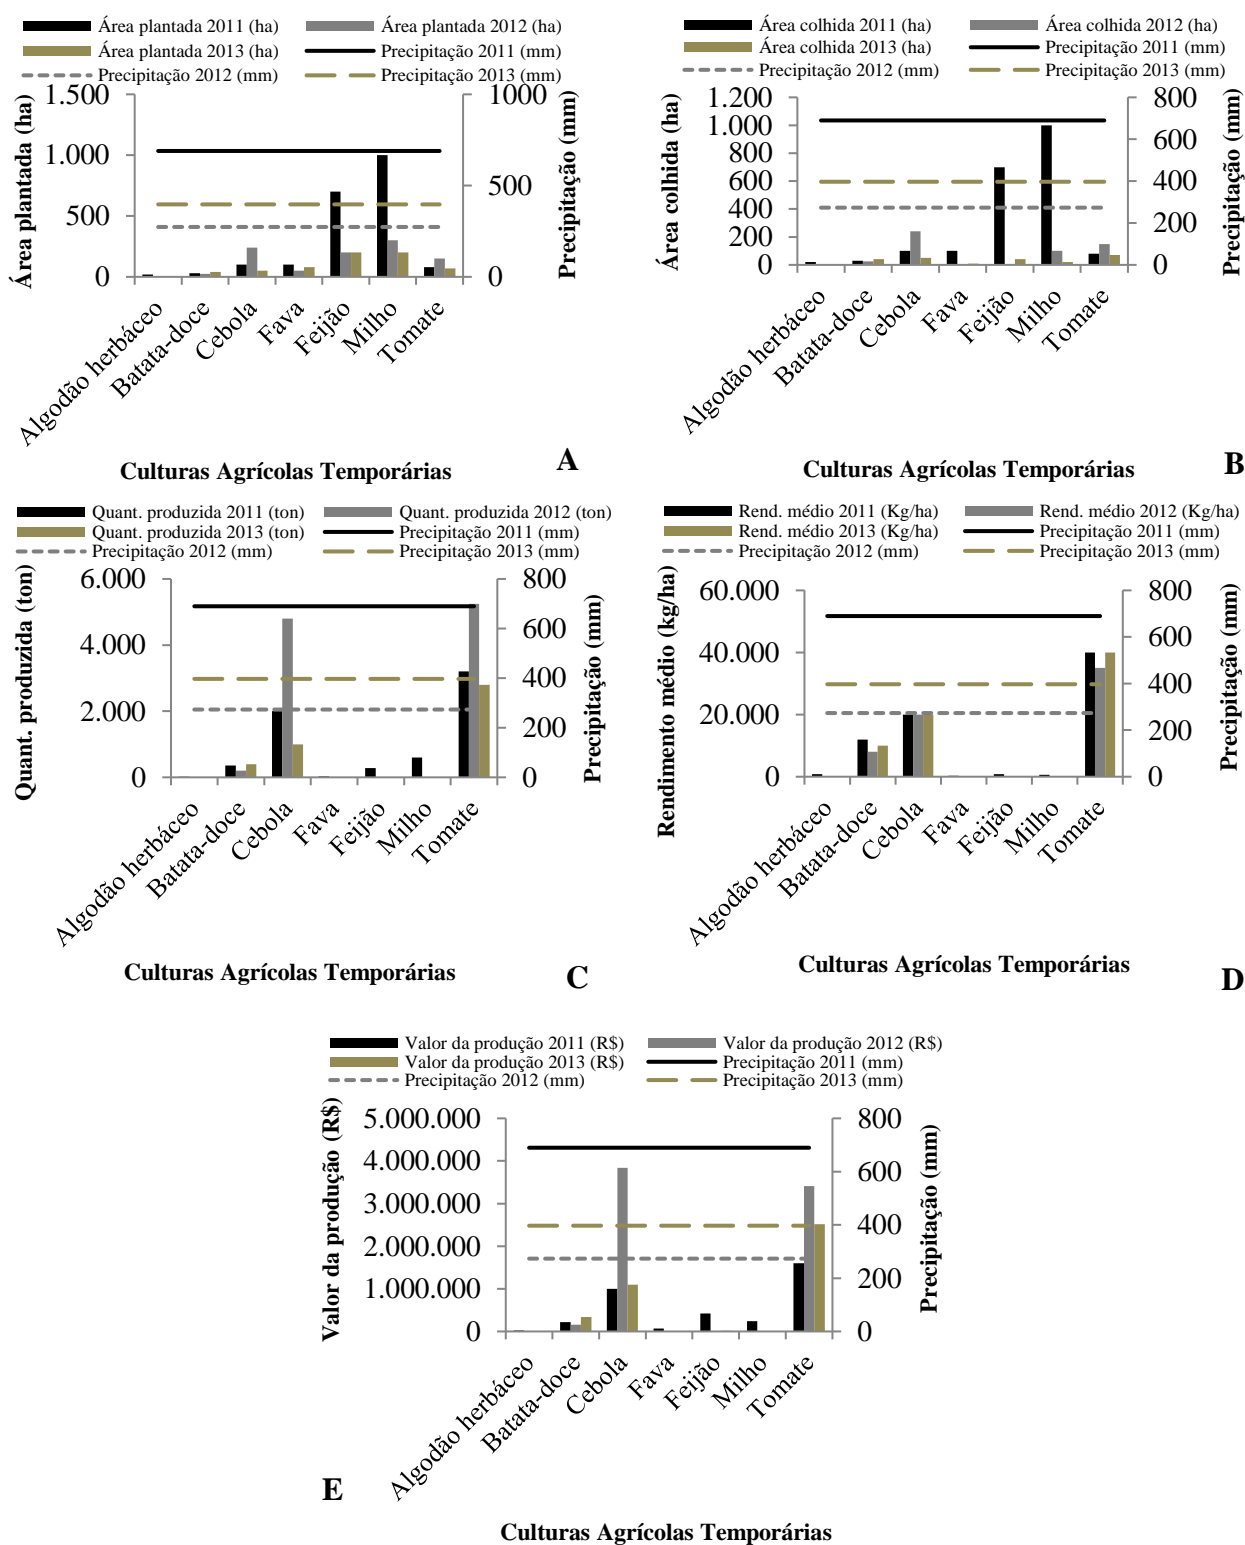 Área plantada 2011 (ha) Área plantada 2012 (ha)
Área plantada 2013 (ha) Precipitação 2011 (mm)
Precipitação 2012 (mm) Precipitação 2013 (mm)
Área plantada (ha)
1.500
1.000
500
0
1000
500
0
Precipitação (mm)
Algodão herbáceo
Batata-doce
Cebola
Fava
Feijão
Milho
Tomate
Culturas Agrícolas Temporárias
A
Área colhida 2011 (ha) Área colhida 2012 (ha)
Área colhida 2013 (ha) Precipitação 2011 (mm)
Precipitação 2012 (mm) Precipitação 2013 (mm)
Área colhida (ha)
1.200
1.000
800
600
400
200
0
800
600
400
200
0
Precipitação (mm)
Algodão herbáceo
Batata-doce
Cebola
Fava
Feijão
Milho
Tomate
Culturas Agrícolas Temporárias
B
Quant. produzida 2011 (ton) Quant. produzida 2012 (ton)
Quant. produzida 2013 (ton) Precipitação 2011 (mm)
Precipitação 2012 (mm) Precipitação 2013 (mm)
Quant. produzida (ton)
6.000
4.000
2.000
0
800
600
400
200
0
Precipitação (mm)
Algodão herbáceo
Batata-doce
Cebola
Fava
Feijão
Milho
Tomate
Culturas Agrícolas Temporárias
C
Rend. médio 2011 (Kg/ha) Rend. médio 2012 (Kg/ha)
Rend. médio 2013 (Kg/ha) Precipitação 2011 (mm)
Precipitação 2012 (mm) Precipitação 2013 (mm)
Rendimento médio (kg/ha)
60.000
40.000
20.000
0
800
600
400
200
0
Precipitação (mm)
Algodão herbáceo
Batata-doce
Cebola
Fava
Feijão
Milho
Tomate
Culturas Agrícolas Temporárias
D
Valor da produção 2011 (R$) Valor da produção 2012 (R$)
Valor da produção 2013 (R$) Precipitação 2011 (mm)
Precipitação 2012 (mm) Precipitação 2013 (mm)
Valor da produção (R$)
5.000.000
4.000.000
3.000.000
2.000.000
1.000.000
0
800
600
400
200
0
Precipitação (mm)
Algodão herbáceo
Batata-doce
Cebola
Fava
Feijão
Milho
Tomate
E
Culturas Agrícolas Temporárias